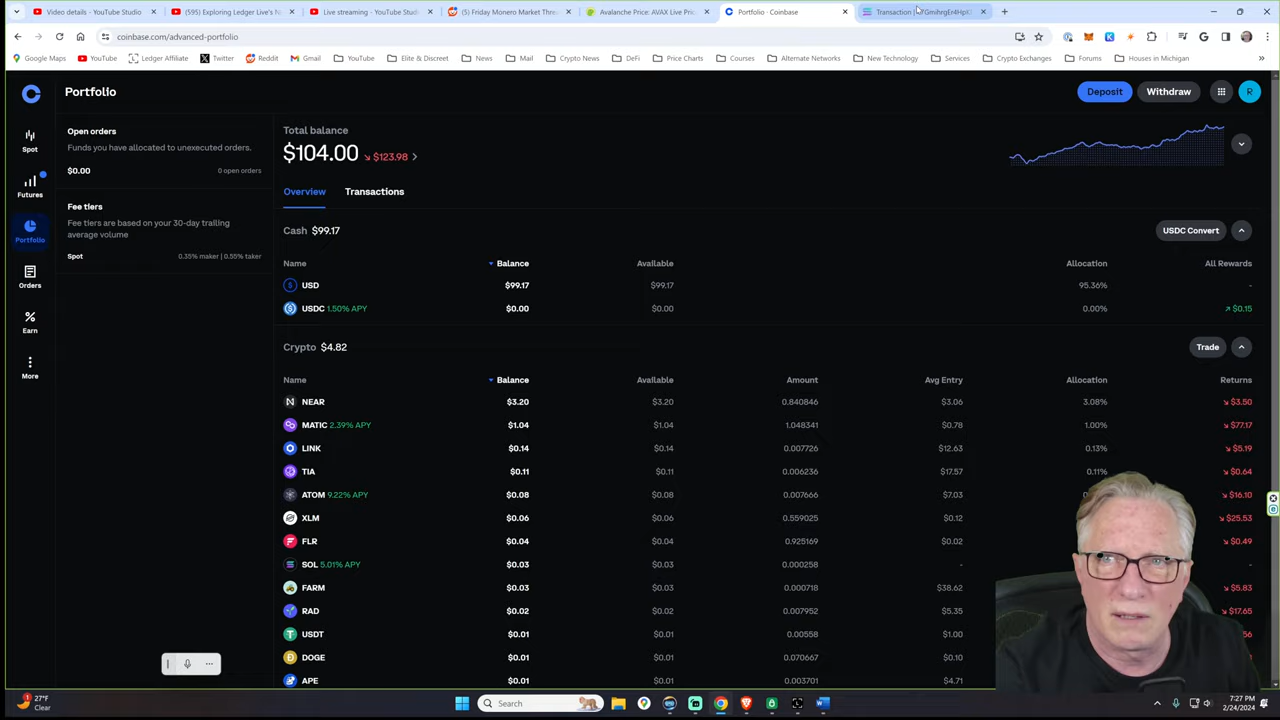 Video details - YouTube Studio
(595) Exploring Ledger Live's N
Live streaming - YouTube Studi
(5) Friday Monero Market Thre
Avalanche Price: AVAX Live Pric
Portfolio · Coinbase
Transaction |
coinbase.com/advanced-portfolio
Google Maps YouTube Ledger Affiliate Twitter Reddit Gmail YouTube Elite & Discreet News Mail Crypto News DeFi Price Charts Courses Alternate Networks New Technology Services Crypto Exchanges Forums Houses in Michigan
Portfolio
Deposit Withdraw R
Spot
Futures
Portfolio
Orders
Earn
More
Open orders
Funds you have allocated to unexecuted orders.
$0.00 0 open orders
Fee tiers
Fee tiers are based on your 30-day trailing
average volume
Spot 0.35% maker | 0.55% taker
Total balance
$104.00 ↘ $123.98
Overview Transactions
Cash $99.17 USDC Convert
Name Balance Available Allocation All Rewards
USD $99.17 $99.17 95.36% -
USDC 1.50% APY $0.00 $0.00 0.00% ↗ $0.15
Crypto $4.82 Trade
Name Balance Available Amount Avg Entry Allocation Returns
NEAR $3.20 $3.20 0.840846 $3.06 3.08% ↘ $3.50
MATIC 2.39% APY $1.04 $1.04 1.048341 $0.78 1.00% ↘ $77.17
LINK $0.14 $0.14 0.007726 $12.63 0.13% ↘ $5.19
TIA $0.11 $0.11 0.006236 $17.57 0.11% ↘ $0.64
ATOM 9.22% APY $0.08 $0.08 0.007666 $7.03 ↘ $16.10
XLM $0.06 $0.06 0.559025 $0.12 ↘ $25.53
FLR $0.04 $0.04 0.925169 $0.02 ↘ $0.49
SOL 5.01% APY $0.03 $0.03 0.000258 -
FARM $0.03 $0.03 0.000718 $38.62 ↘ $5.83
RAD $0.02 $0.02 0.007952 $5.35 ↘ $17.65
USDT $0.01 $0.01 0.00558 $1.00
DOGE $0.01 $0.01 0.070667 $0.10
APE $0.01 $0.01 0.003701 $4.71
27°F
Clear
Search
7:27 PM
2/24/2024